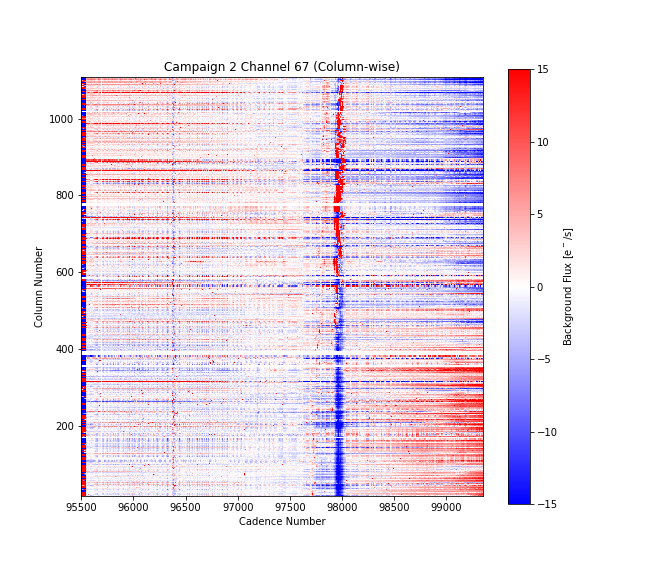 Campaign 2 Channel 67 (Column-wise)
1000
800
600
400
200
Column Number
95500 96000 96500 97000 97500 98000 98500 99000
Cadence Number
15
10
5
0
−5
−10
−15
Background Flux [e⁻/s]